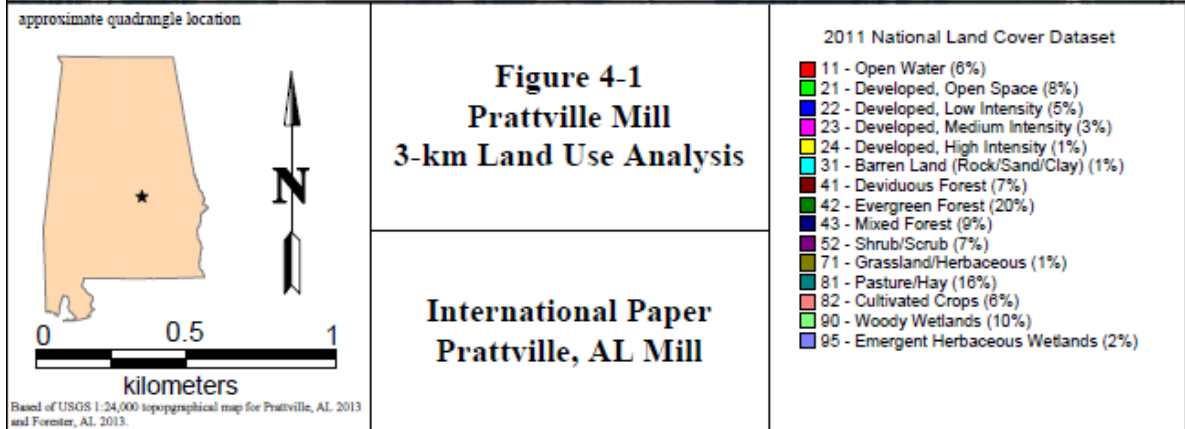 approximate quadrangle location
N
0 0.5 1
kilometers
Based of USGS 1:24,000 topopgraphical map for Prattville, AL 2013
and Forester, AL 2013.
Figure 4-1
Prattville Mill
3-km Land Use Analysis
International Paper
Prattville, AL Mill
2011 National Land Cover Dataset
11 - Open Water (6%)
21 - Developed, Open Space (8%)
22 - Developed, Low Intensity (5%)
23 - Developed, Medium Intensity (3%)
24 - Developed, High Intensity (1%)
31 - Barren Land (Rock/Sand/Clay) (1%)
41 - Deviduous Forest (7%)
42 - Evergreen Forest (20%)
43 - Mixed Forest (9%)
52 - Shrub/Scrub (7%)
71 - Grassland/Herbaceous (1%)
81 - Pasture/Hay (16%)
82 - Cultivated Crops (6%)
90 - Woody Wetlands (10%)
95 - Emergent Herbaceous Wetlands (2%)